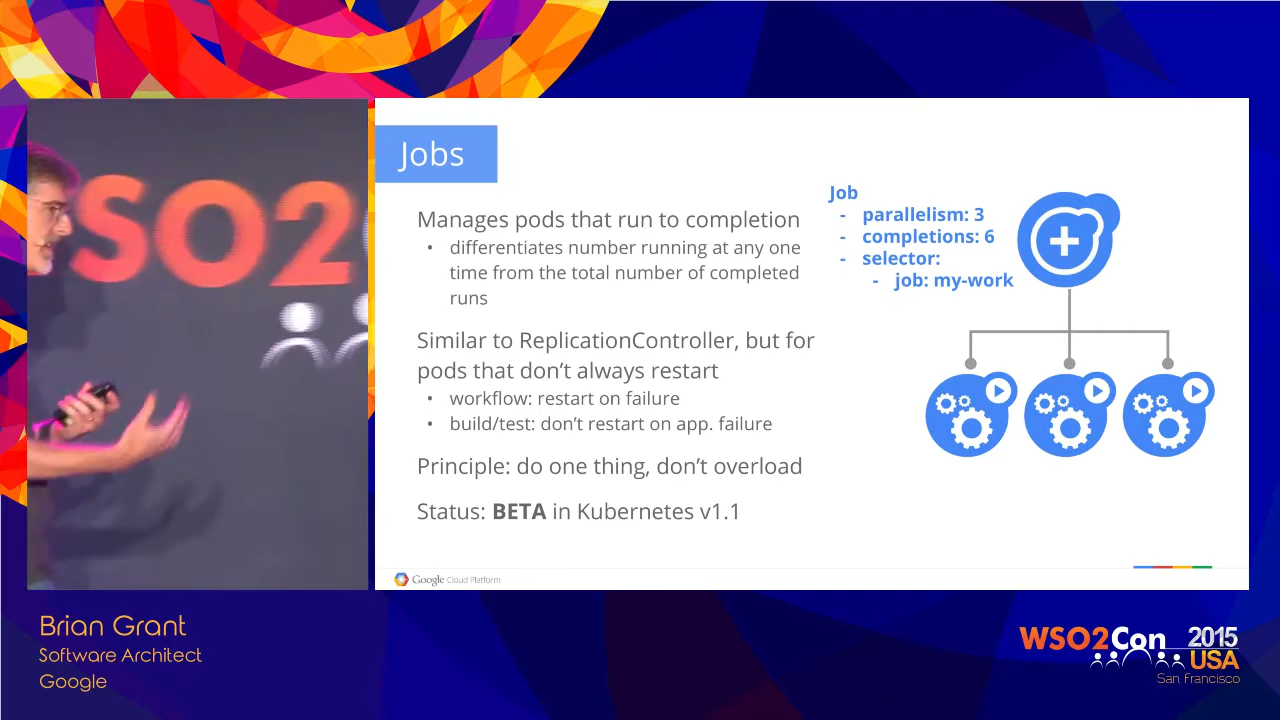 SO2
Jobs
Manages pods that run to completion
• differentiates number running at any one
time from the total number of completed
runs
Similar to ReplicationController, but for
pods that don't always restart
• workflow: restart on failure
• build/test: don't restart on app. failure
Principle: do one thing, don't overload
Status: BETA in Kubernetes v1.1
Job
- parallelism: 3
- completions: 6
- selector:
- job: my-work
Google Cloud Platform
Brian Grant
Software Architect
Google
WSO2Con 2015
USA
San Francisco